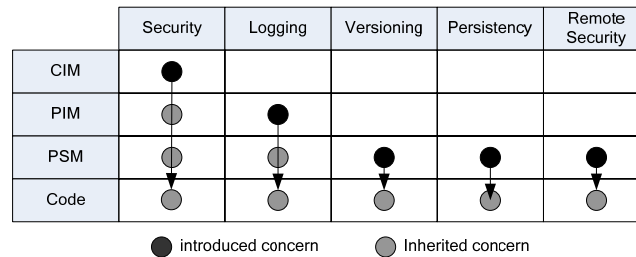 Security Logging Versioning Persistency Remote Security
CIM
PIM
PSM
Code
introduced concern Inherited concern